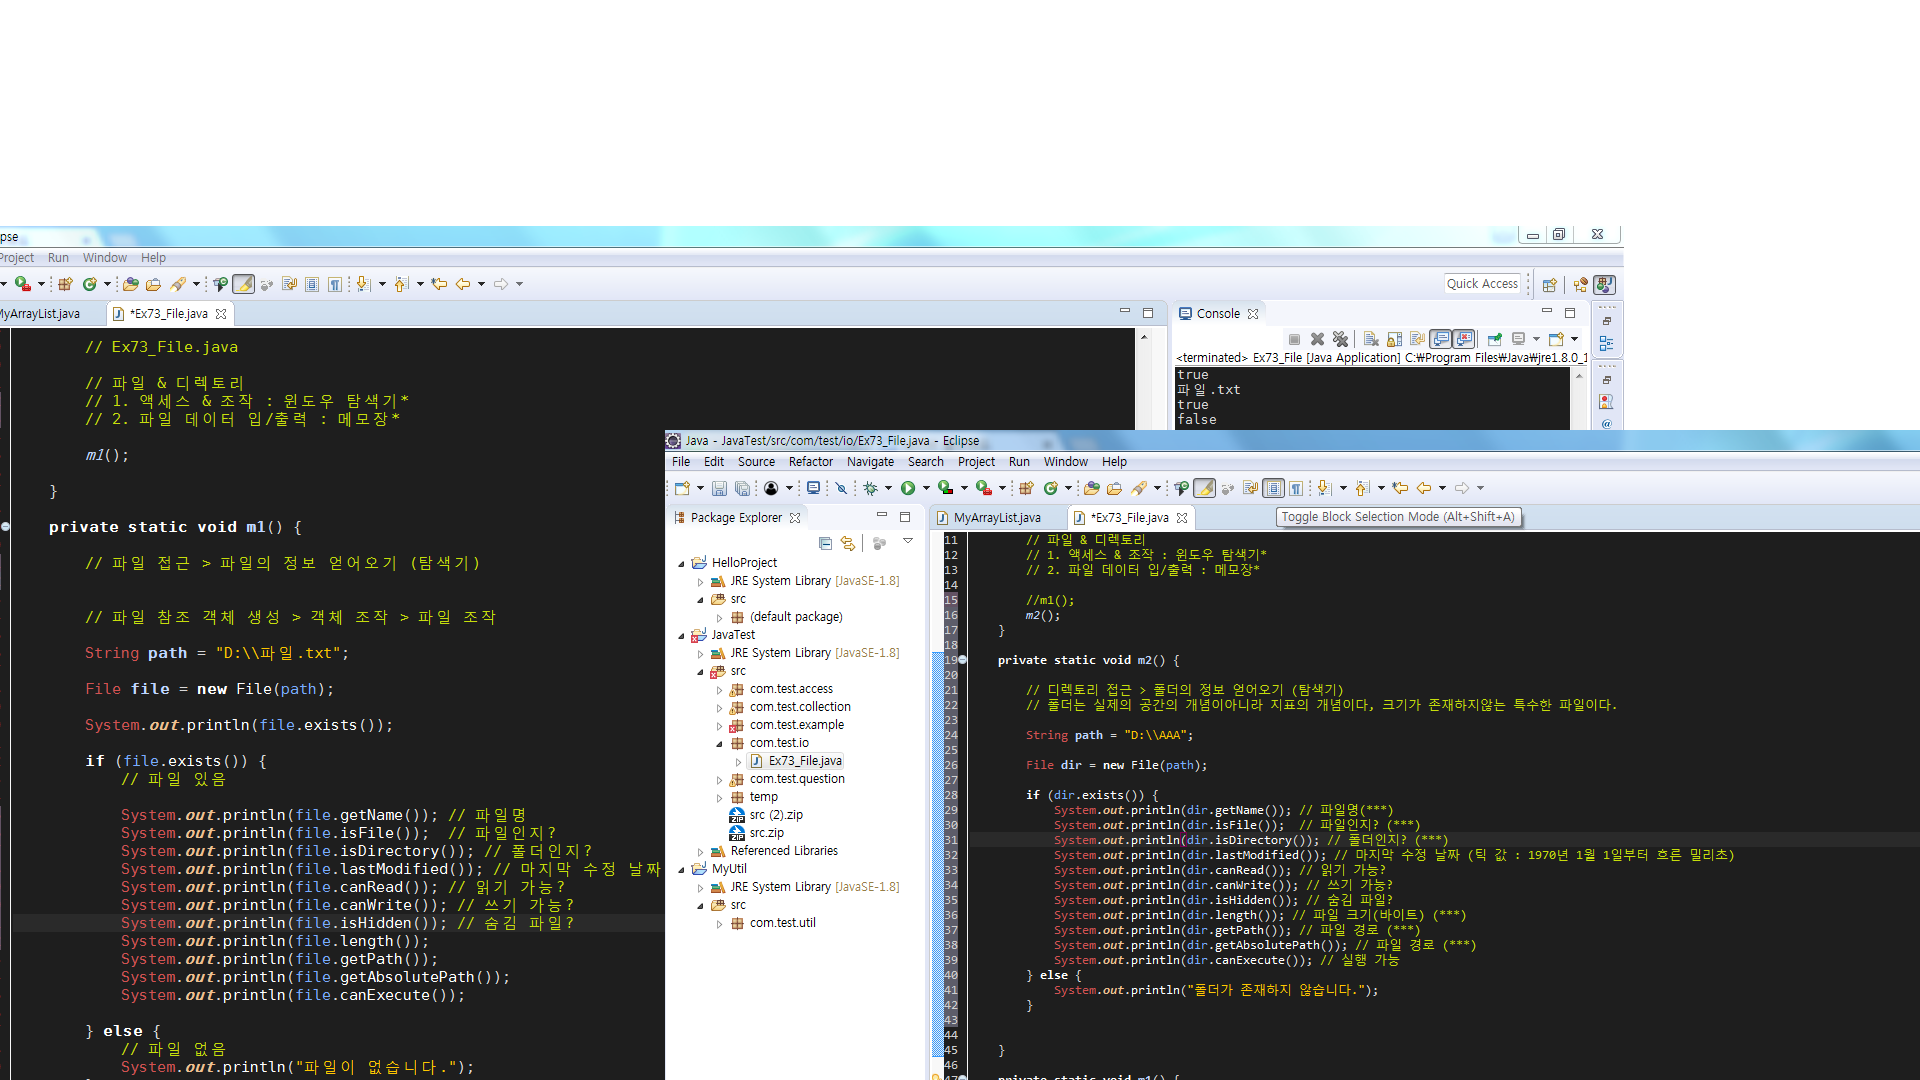 pse
Project Run Window Help
Quick Access
MyArrayList.java *Ex73_File.java
Console
<terminated> Ex73_File [Java Application] C:₩Program Files₩Java₩jre1.8.0_1
true
파일.txt
true
false
// Ex73_File.java
// 파일 & 디렉토리
// 1. 액세스 & 조작 : 윈도우 탐색기*
// 2. 파일 데이터 입/출력 : 메모장*
m1();
}
private static void m1() {
// 파일 접근 > 파일의 정보 얻어오기 (탐색기)
// 파일 참조 객체 생성 > 객체 조작 > 파일 조작
String path = "D:\\파일.txt";
File file = new File(path);
System.out.println(file.exists());
if (file.exists()) {
// 파일 있음
System.out.println(file.getName()); // 파일명
System.out.println(file.isFile());  // 파일인지?
System.out.println(file.isDirectory()); // 폴더인지?
System.out.println(file.lastModified()); // 마지막 수정 날짜
System.out.println(file.canRead()); // 읽기 가능?
System.out.println(file.canWrite()); // 쓰기 가능?
System.out.println(file.isHidden()); // 숨김 파일?
System.out.println(file.length());
System.out.println(file.getPath());
System.out.println(file.getAbsolutePath());
System.out.println(file.canExecute());
} else {
// 파일 없음
System.out.println("파일이 없습니다.");
Java - JavaTest/src/com/test/io/Ex73_File.java - Eclipse
File Edit Source Refactor Navigate Search Project Run Window Help
Package Explorer
MyArrayList.java *Ex73_File.java
Toggle Block Selection Mode (Alt+Shift+A)
HelloProject
JRE System Library [JavaSE-1.8]
src
(default package)
JavaTest
JRE System Library [JavaSE-1.8]
src
com.test.access
com.test.collection
com.test.example
com.test.io
Ex73_File.java
com.test.question
temp
src (2).zip
src.zip
Referenced Libraries
MyUtil
JRE System Library [JavaSE-1.8]
src
com.test.util
11 // 파일 & 디렉토리
12 // 1. 액세스 & 조작 : 윈도우 탐색기*
13 // 2. 파일 데이터 입/출력 : 메모장*
14
15 //m1();
16 m2();
17 }
18
19 private static void m2() {
20
21 // 디렉토리 접근 > 폴더의 정보 얻어오기 (탐색기)
22 // 폴더는 실제의 공간의 개념이아니라 지표의 개념이다, 크기가 존재하지않는 특수한 파일이다.
23
24 String path = "D:\\AAA";
25
26 File dir = new File(path);
27
28 if (dir.exists()) {
29 System.out.println(dir.getName()); // 파일명(***)
30 System.out.println(dir.isFile());  // 파일인지? (***)
31 System.out.println(dir.isDirectory()); // 폴더인지? (***)
32 System.out.println(dir.lastModified()); // 마지막 수정 날짜 (틱 값 : 1970년 1월 1일부터 흐른 밀리초)
33 System.out.println(dir.canRead()); // 읽기 가능?
34 System.out.println(dir.canWrite()); // 쓰기 가능?
35 System.out.println(dir.isHidden()); // 숨김 파일?
36 System.out.println(dir.length()); // 파일 크기(바이트) (***)
37 System.out.println(dir.getPath()); // 파일 경로 (***)
38 System.out.println(dir.getAbsolutePath()); // 파일 경로 (***)
39 System.out.println(dir.canExecute()); // 실행 가능
40 } else {
41 System.out.println("폴더가 존재하지 않습니다.");
42 }
43
44
45 }
46
47 private static void m1() {